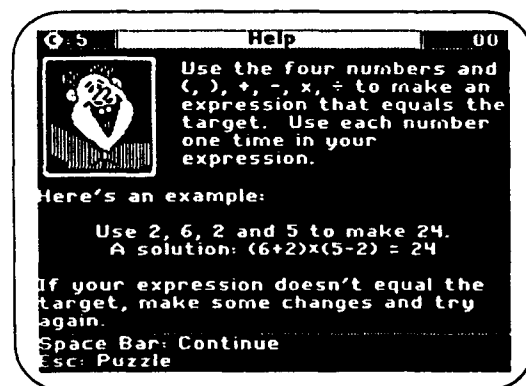 5 Help 00
Use the four numbers and
(, ), +, -, x, ÷ to make an
expression that equals the
target. Use each number
one time in your
expression.
Here's an example:
Use 2, 6, 2 and 5 to make 24.
A solution: (6+2)x(5-2) = 24
If your expression doesn't equal the
target, make some changes and try
again.
Space Bar: Continue
Esc: Puzzle